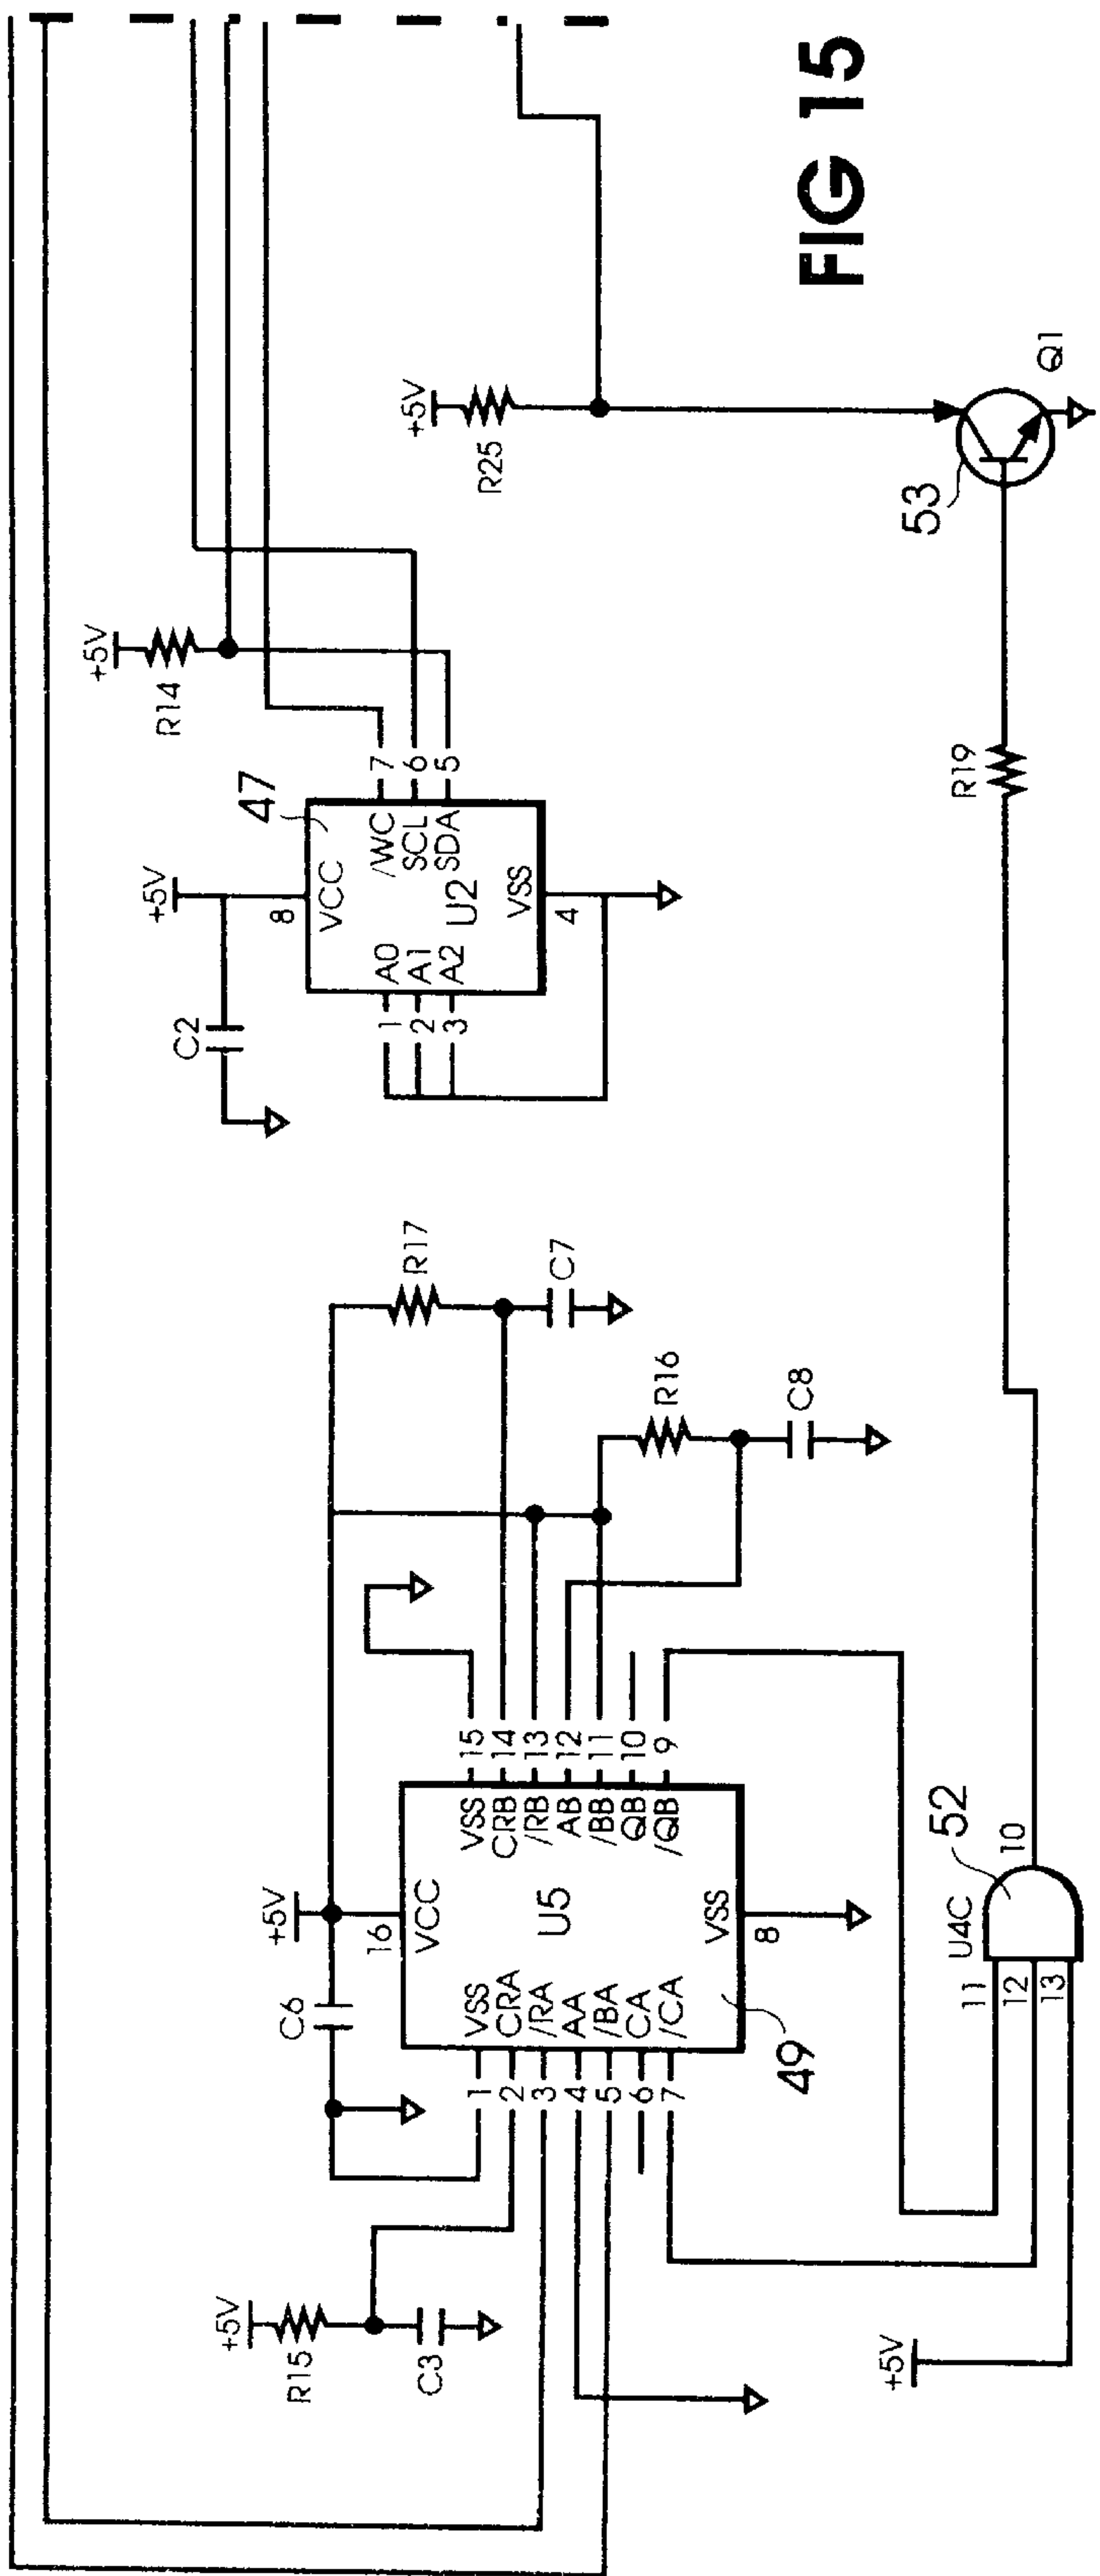 FIG 15
+5V
R14
+5V
R25
53
Q1
R19
47
+5V
C2
8
VCC
A0
A1
A2
/WC
SCL
SDA
U2
VSS
4
1
2
3
7
6
5
R17
C7
R16
C8
+5V
C6
16
VCC
U5
VSS
CRA
/RA
AA
/BA
CA
/CA
VSS
CRB
/RB
AB
/BB
QB
/QB
VSS
8
1
2
3
4
5
6
7
15
14
13
12
11
10
9
49
+5V
R15
C3
+5V
U4C
52
11
12
13
10